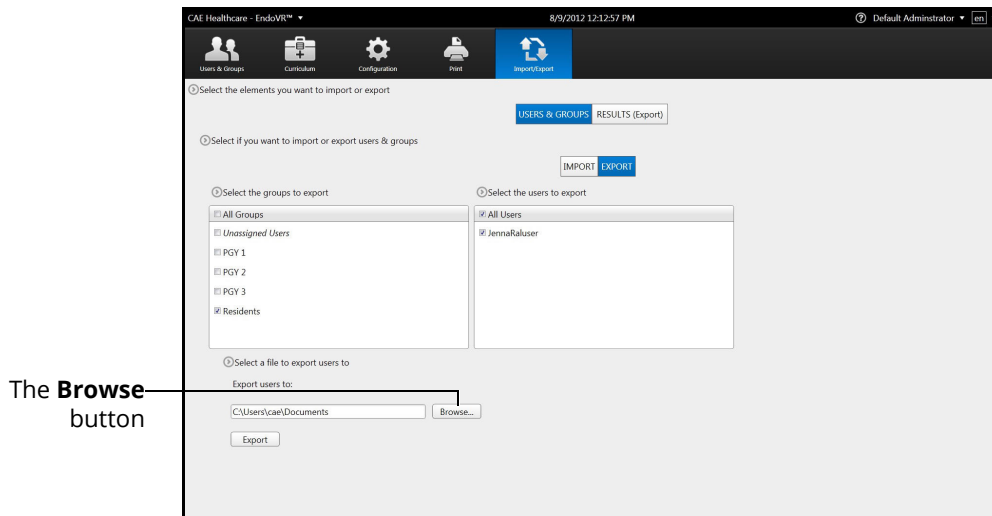 CAE Healthcare - EndoVR™ ▼ 8/9/2012 12:12:57 PM ? Default Adminstrator ▼ en
Users & Groups Curriculum Configuration Print Import/Export
Select the elements you want to import or export
USERS & GROUPS RESULTS (Export)
Select if you want to import or export users & groups
IMPORT EXPORT
Select the groups to export
All Groups
Unassigned Users
PGY 1
PGY 2
PGY 3
Residents
Select the users to export
All Users
JennaRaluser
Select a file to export users to
Export users to:
C:\Users\cae\Documents Browse...
Export
The Browse
button